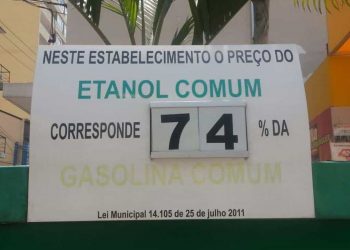 NESTE ESTABELECIMENTO O PREÇO DO
ETANOL COMUM
CORRESPONDE 74 % DA
GASOLINA COMUM
Lei Municipal 14.105 de 25 de julho 2011